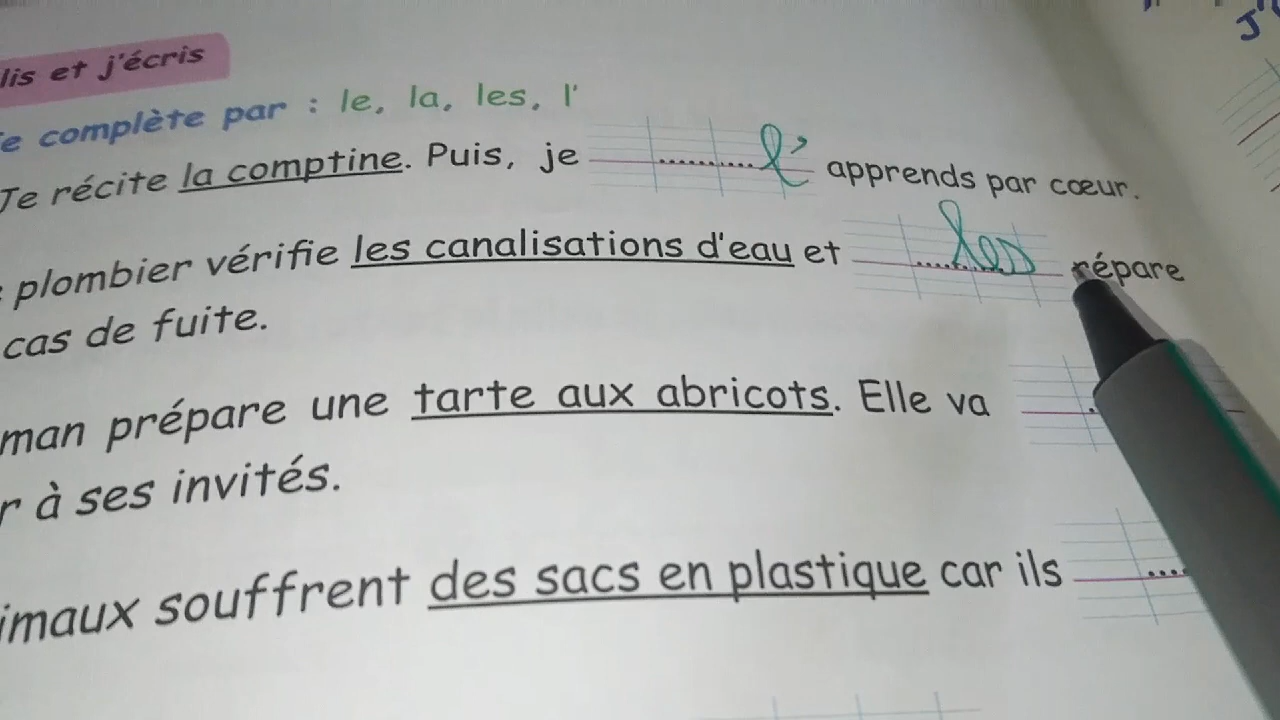 lis et j'écris
Je complète par : le, la, les, l'
Je récite la comptine. Puis, je l' apprends par cœur.
plombier vérifie les canalisations d'eau et les répare
cas de fuite.
man prépare une tarte aux abricots. Elle va
r à ses invités.
imaux souffrent des sacs en plastique car ils